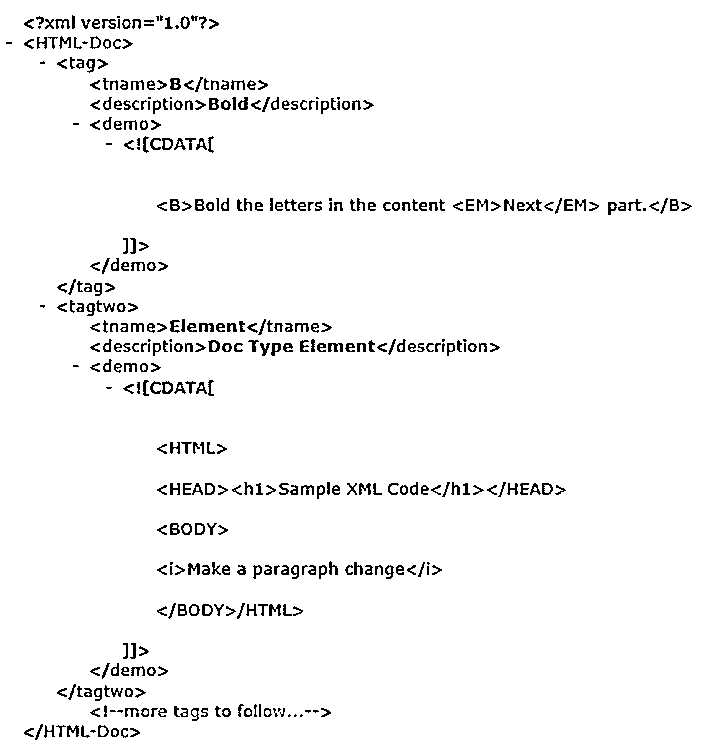 <?xml version="1.0"?>
- <HTML-Doc>
- <tag>
<tname>B</tname>
<description>Bold</description>
- <demo>
- <![CDATA[
<B>Bold the letters in the content <EM>Next</EM> part.</B>
]]>
</demo>
</tag>
- <tagtwo>
<tname>Element</tname>
<description>Doc Type Element</description>
- <demo>
- <![CDATA[
<HTML>
<HEAD><h1>Sample XML Code</h1></HEAD>
<BODY>
<i>Make a paragraph change</i>
</BODY>/HTML>
]]>
</demo>
</tagtwo>
<!--more tags to follow...-->
</HTML-Doc>